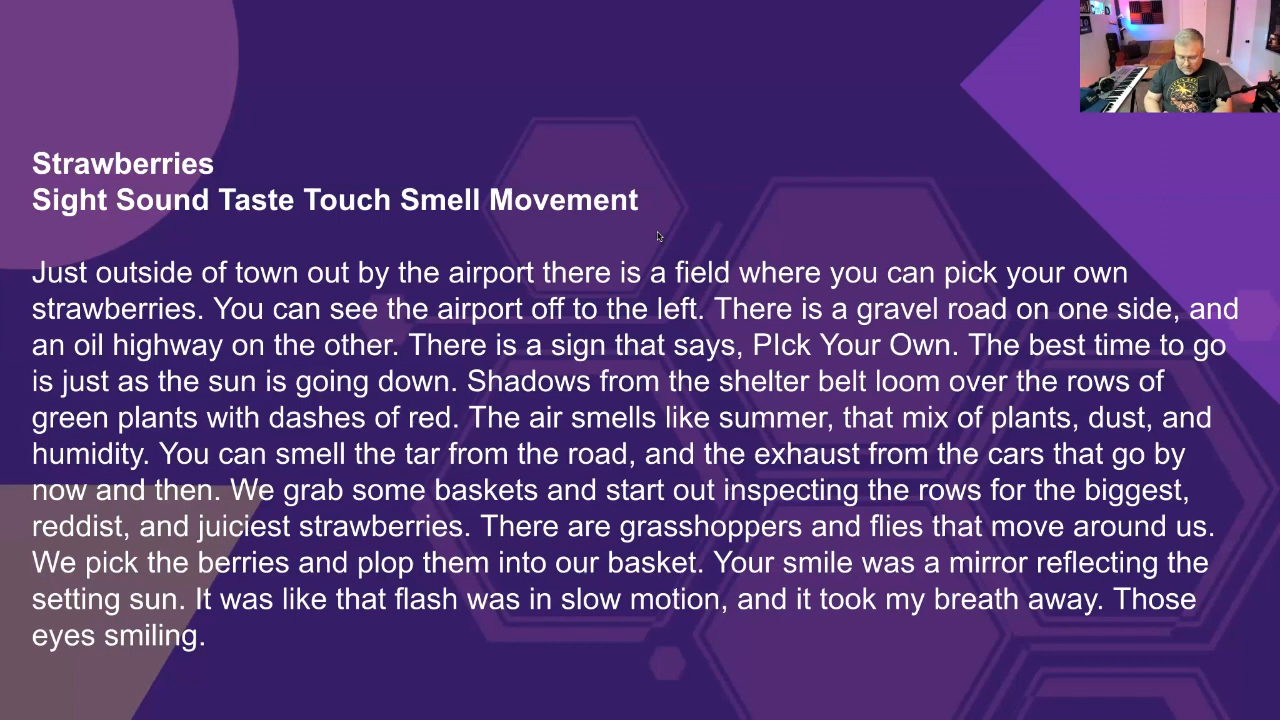 Strawberries
Sight Sound Taste Touch Smell Movement
Just outside of town out by the airport there is a field where you can pick your own
strawberries. You can see the airport off to the left. There is a gravel road on one side, and
an oil highway on the other. There is a sign that says, PIck Your Own. The best time to go
is just as the sun is going down. Shadows from the shelter belt loom over the rows of
green plants with dashes of red. The air smells like summer, that mix of plants, dust, and
humidity. You can smell the tar from the road, and the exhaust from the cars that go by
now and then. We grab some baskets and start out inspecting the rows for the biggest,
reddist, and juiciest strawberries. There are grasshoppers and flies that move around us.
We pick the berries and plop them into our basket. Your smile was a mirror reflecting the
setting sun. It was like that flash was in slow motion, and it took my breath away. Those
eyes smiling.